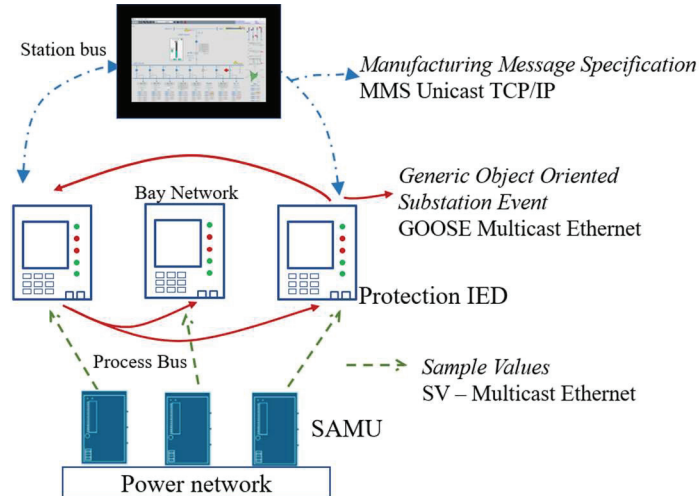 Station bus
Manufacturing Message Specification
MMS Unicast TCP/IP
Generic Object Oriented
Substation Event
GOOSE Multicast Ethernet
Bay Network
Protection IED
Process Bus
Sample Values
SV – Multicast Ethernet
SAMU
Power network